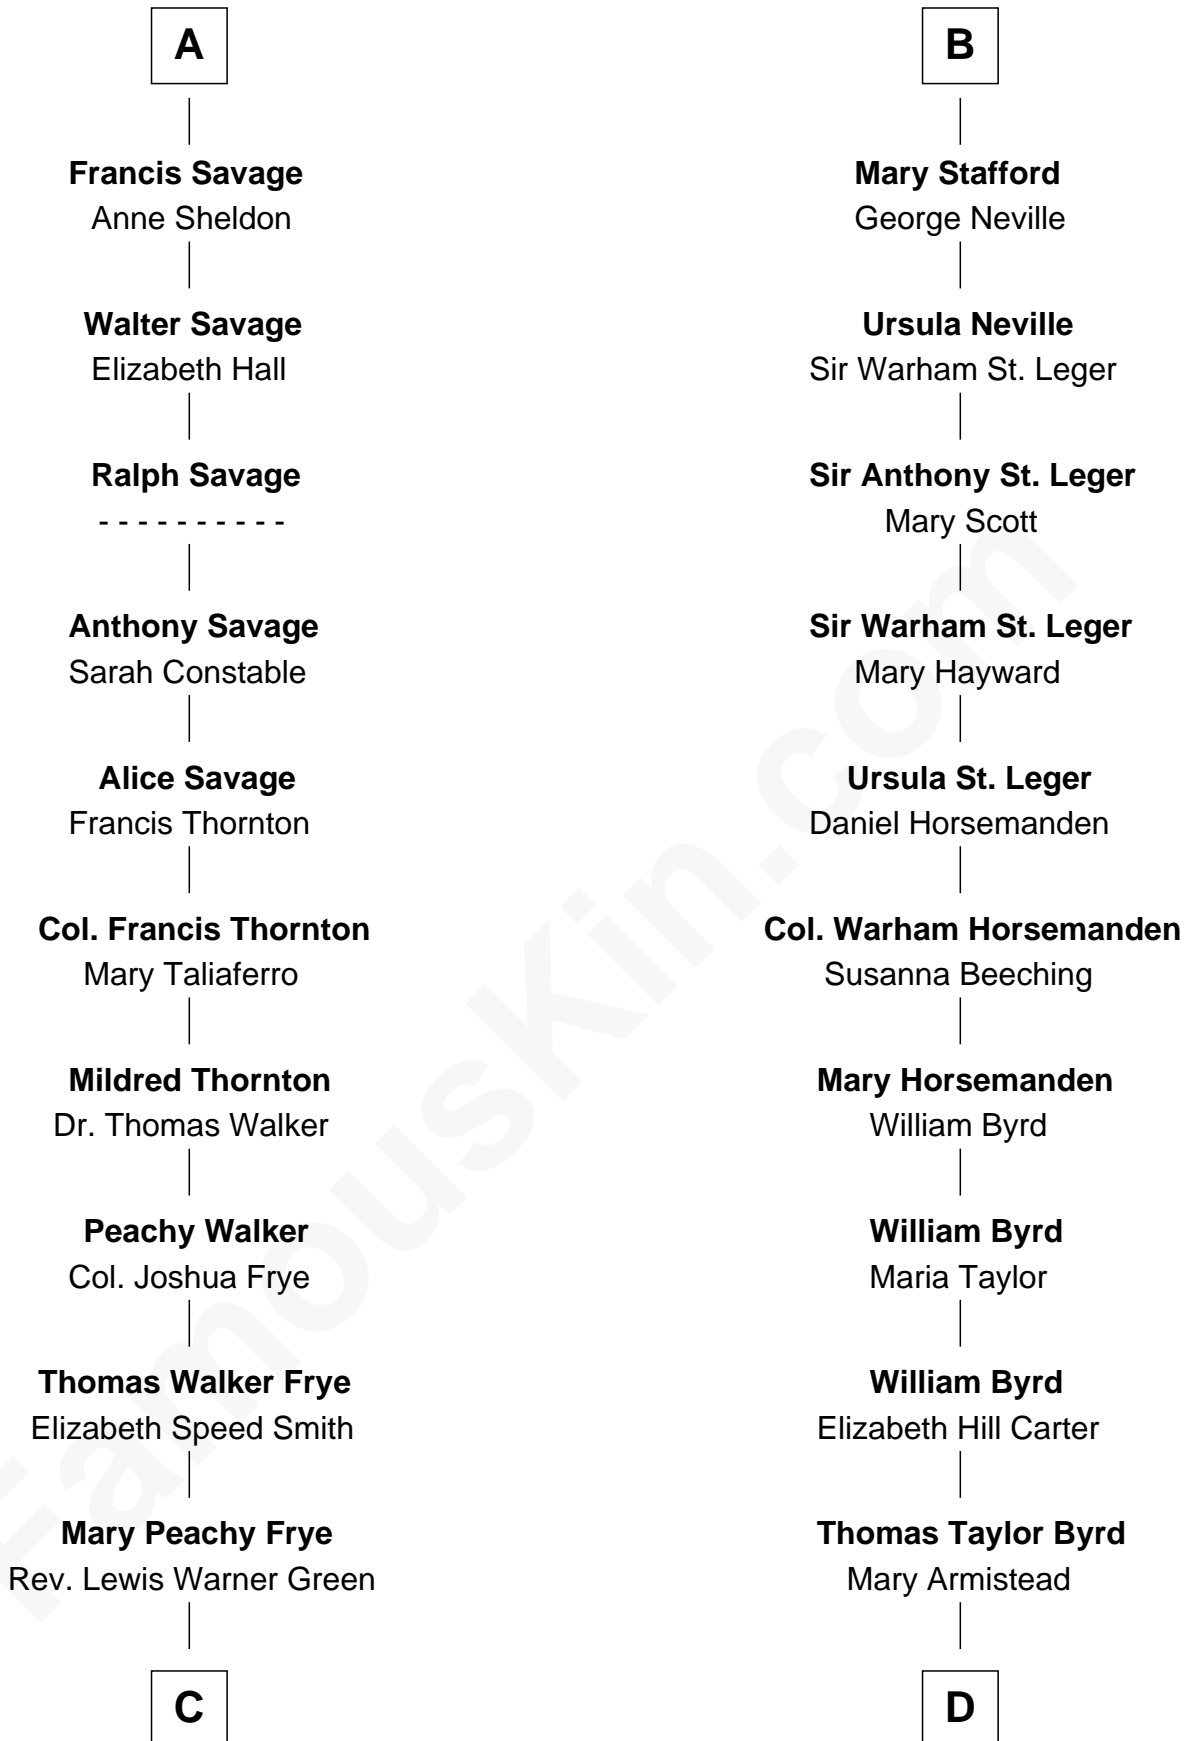 A
Francis Savage
Anne Sheldon
Walter Savage
Elizabeth Hall
Ralph Savage
- - - - - - - - - -
Anthony Savage
Sarah Constable
Alice Savage
Francis Thornton
Col. Francis Thornton
Mary Taliaferro
Mildred Thornton
Dr. Thomas Walker
Peachy Walker
Col. Joshua Frye
Thomas Walker Frye
Elizabeth Speed Smith
Mary Peachy Frye
Rev. Lewis Warner Green
C
B
Mary Stafford
George Neville
Ursula Neville
Sir Warham St. Leger
Sir Anthony St. Leger
Mary Scott
Sir Warham St. Leger
Mary Hayward
Ursula St. Leger
Daniel Horsemanden
Col. Warham Horsemanden
Susanna Beeching
Mary Horsemanden
William Byrd
William Byrd
Maria Taylor
William Byrd
Elizabeth Hill Carter
Thomas Taylor Byrd
Mary Armistead
D
FamousKin.com